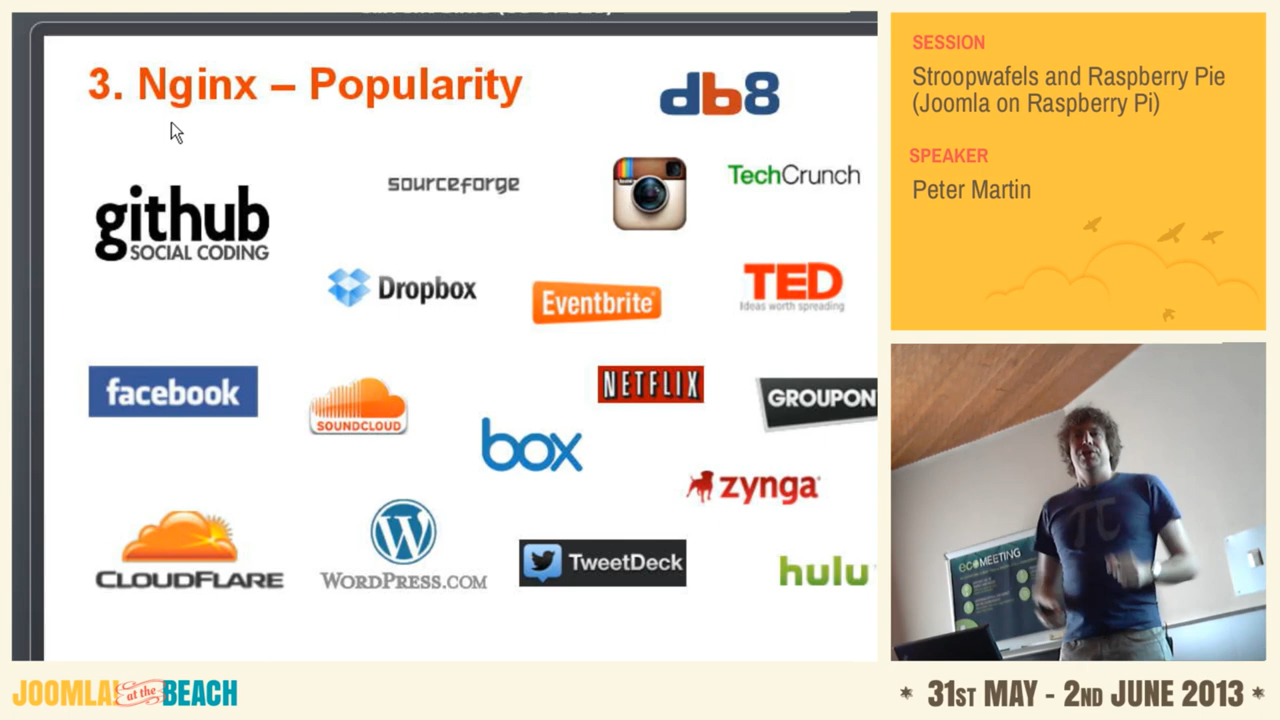 3. Nginx – Popularity
db8
sourceforge
TechCrunch
github
SOCIAL CODING
Dropbox
Eventbrite
TED
Ideas worth spreading
facebook
SOUNDCLOUD
NETFLIX
GROUPON
box
zynga
CLOUDFLARE
WORDPRESS.COM
TweetDeck
hulu
SESSION
Stroopwafels and Raspberry Pie
(Joomla on Raspberry Pi)
SPEAKER
Peter Martin
π
ecOMEETING
JOOMLA! at the BEACH
* 31ST MAY - 2ND JUNE 2013 *